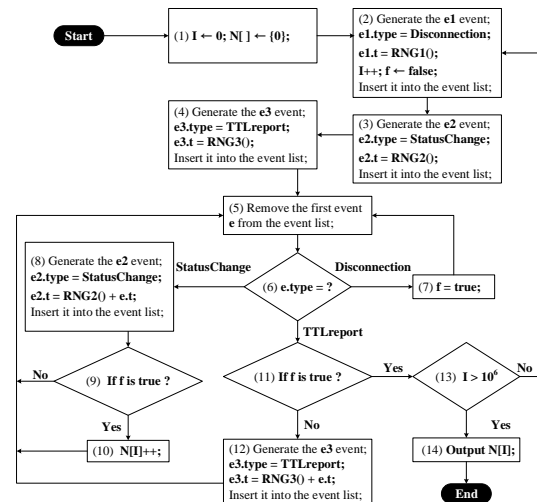 Start
(1) I ← 0; N[ ] ← {0};
(2) Generate the e1 event;
e1.type = Disconnection;
e1.t = RNG1();
I++; f ← false;
Insert it into the event list;
(3) Generate the e2 event;
e2.type = StatusChange;
e2.t = RNG2();
Insert it into the event list;
(4) Generate the e3 event;
e3.type = TTLreport;
e3.t = RNG3();
Insert it into the event list;
(5) Remove the first event
e from the event list;
(6) e.type = ?
StatusChange
Disconnection
TTLreport
(7) f = true;
(8) Generate the e2 event;
e2.type = StatusChange;
e2.t = RNG2() + e.t;
Insert it into the event list;
(9) If f is true ?
No
Yes
(10) N[I]++;
(11) If f is true ?
Yes
No
(12) Generate the e3 event;
e3.type = TTLreport;
e3.t = RNG3() + e.t;
Insert it into the event list;
(13) I > 10⁶
No
Yes
(14) Output N[I];
End